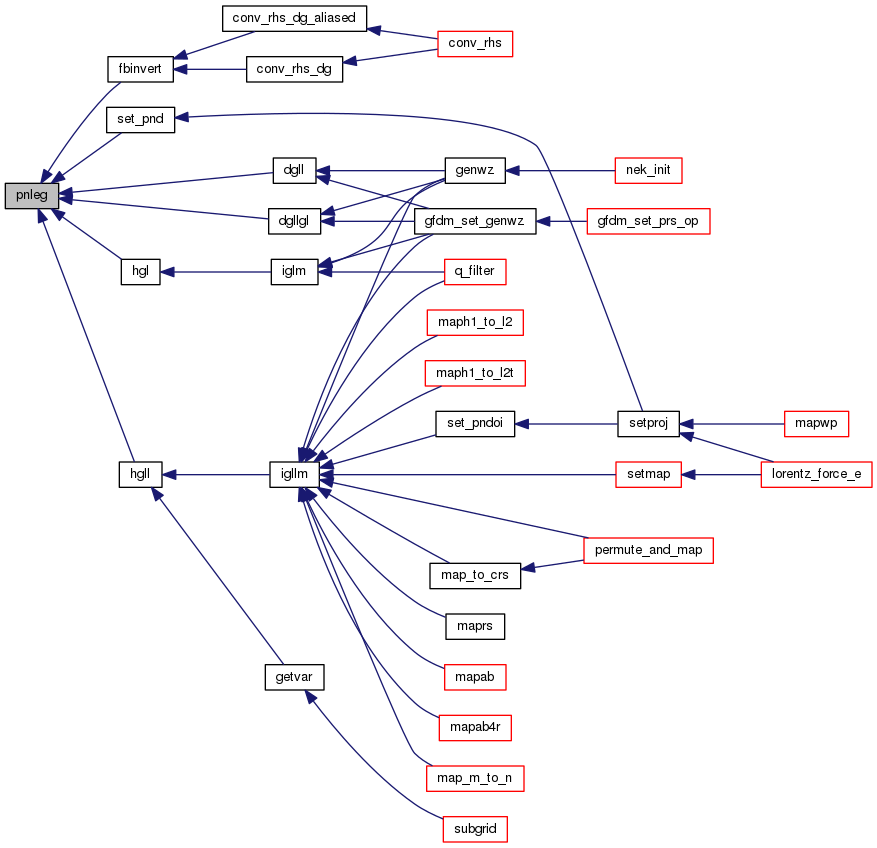 conv_rhs_dg_aliased
conv_rhs
fbinvert
conv_rhs_dg
set_pnd
dgll
genwz
nek_init
pnleg
dgllgl
gfdm_set_genwz
gfdm_set_prs_op
hgl
iglm
q_filter
maph1_to_l2
maph1_to_l2t
set_pndoi
setproj
mapwp
hgll
igllm
setmap
lorentz_force_e
permute_and_map
map_to_crs
maprs
getvar
mapab
mapab4r
map_m_to_n
subgrid